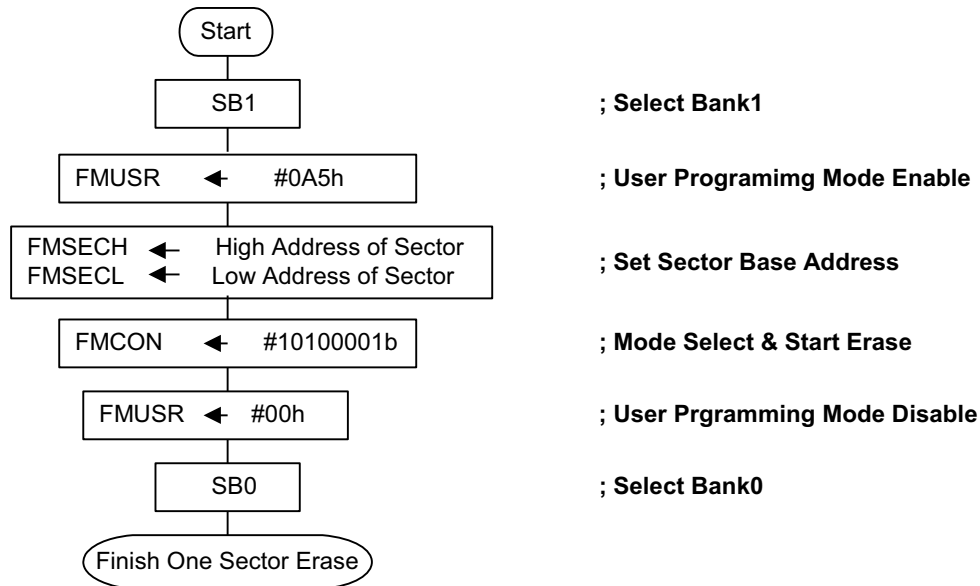 Start
SB1 ; Select Bank1
FMUSR #0A5h ; User Programimg Mode Enable
FMSECH High Address of Sector
FMSECL Low Address of Sector
; Set Sector Base Address
FMCON #10100001b ; Mode Select & Start Erase
FMUSR #00h ; User Prgramming Mode Disable
SB0 ; Select Bank0
Finish One Sector Erase